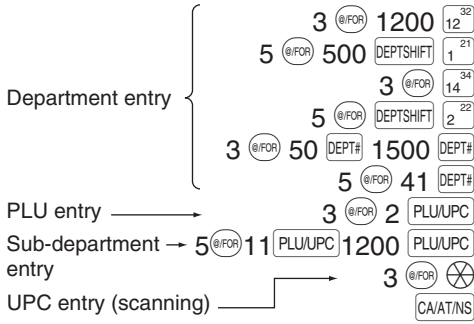 3 @/FOR 1200 12 32
5 @/FOR 500 DEPTSHIFT 1 21
Department entry 3 @/FOR 14 34
5 @/FOR DEPTSHIFT 2 22
3 @/FOR 50 DEPT# 1500 DEPT#
5 @/FOR 41 DEPT#
PLU entry 3 @/FOR 2 PLU/UPC
Sub-department 5 @/FOR 11 PLU/UPC 1200 PLU/UPC
entry 3 @/FOR
UPC entry (scanning)
CA/AT/NS